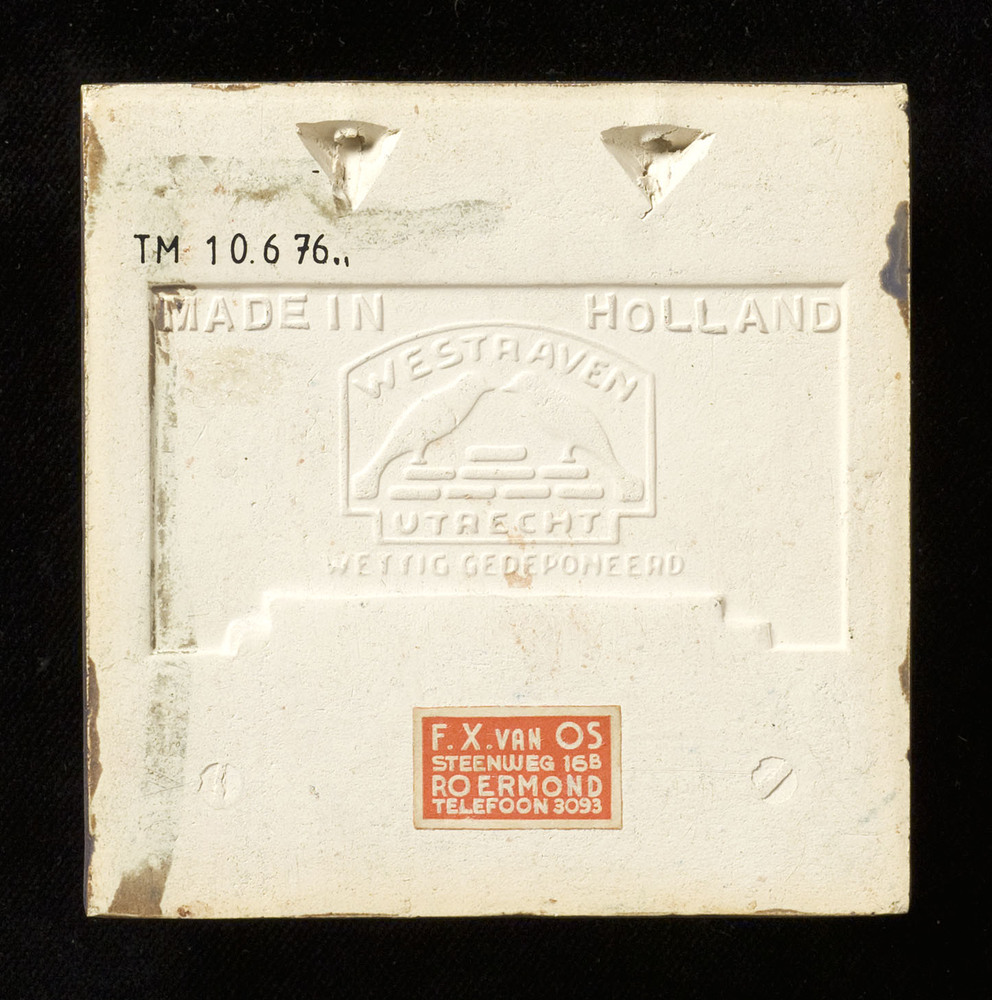 TM 10.6 76..
MADE IN HOLLAND
WESTRAVEN
UTRECHT
WETTIG GEDEPONEERD
F. X. VAN OS
STEENWEG 16B
ROERMOND
TELEFOON 3093